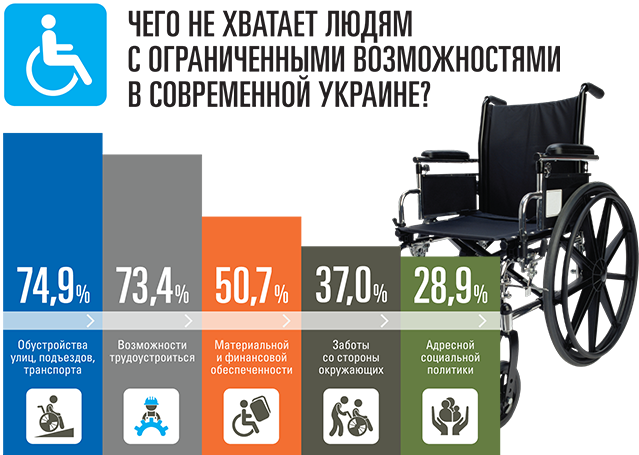 ЧЕГО НЕ ХВАТАЕТ ЛЮДЯМ
С ОГРАНИЧЕННЫМИ ВОЗМОЖНОСТЯМИ
В СОВРЕМЕННОЙ УКРАИНЕ?
74,9%
Обустройства
улиц, подъездов,
транспорта
73,4%
Возможности
трудоустроиться
50,7%
Материальной
и финансовой
обеспеченности
37,0%
Заботы
со стороны
окружающих
28,9%
Адресной
социальной
политики